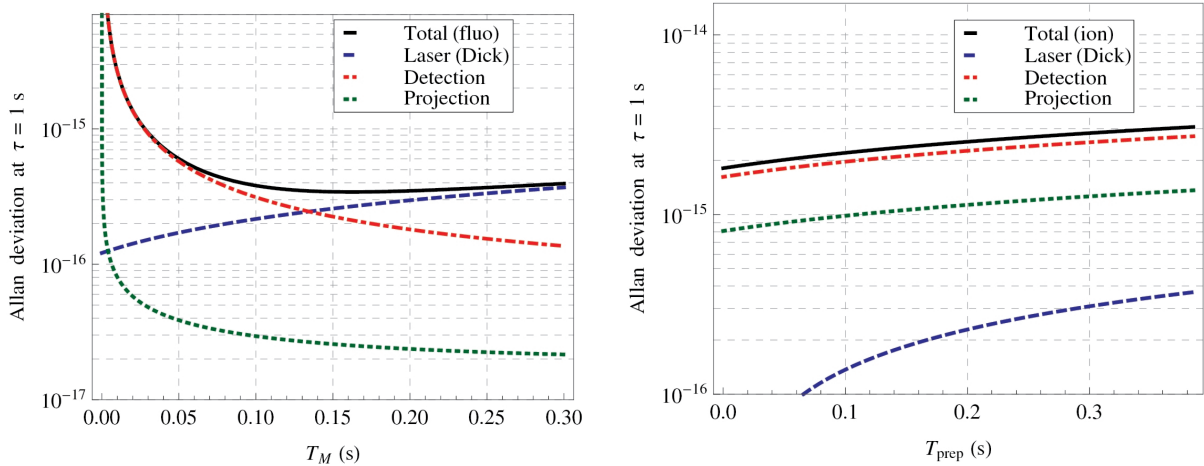 Allan deviation at τ = 1 s
10⁻¹⁵
10⁻¹⁶
10⁻¹⁷
Total (fluo)
Laser (Dick)
Detection
Projection
0.00 0.05 0.10 0.15 0.20 0.25 0.30
T_M (s)
Allan deviation at τ = 1 s
10⁻¹⁴
10⁻¹⁵
10⁻¹⁶
Total (ion)
Laser (Dick)
Detection
Projection
0.0 0.1 0.2 0.3
T_prep (s)